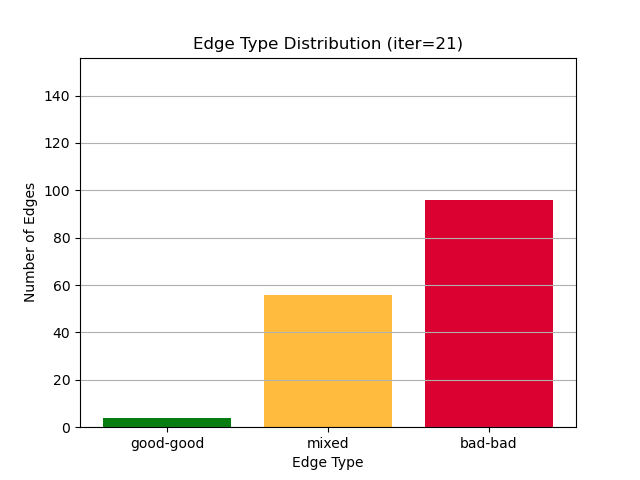 Edge Type Distribution (iter=21)
Number of Edges
140
120
100
80
60
40
20
0
good-good mixed bad-bad
Edge Type